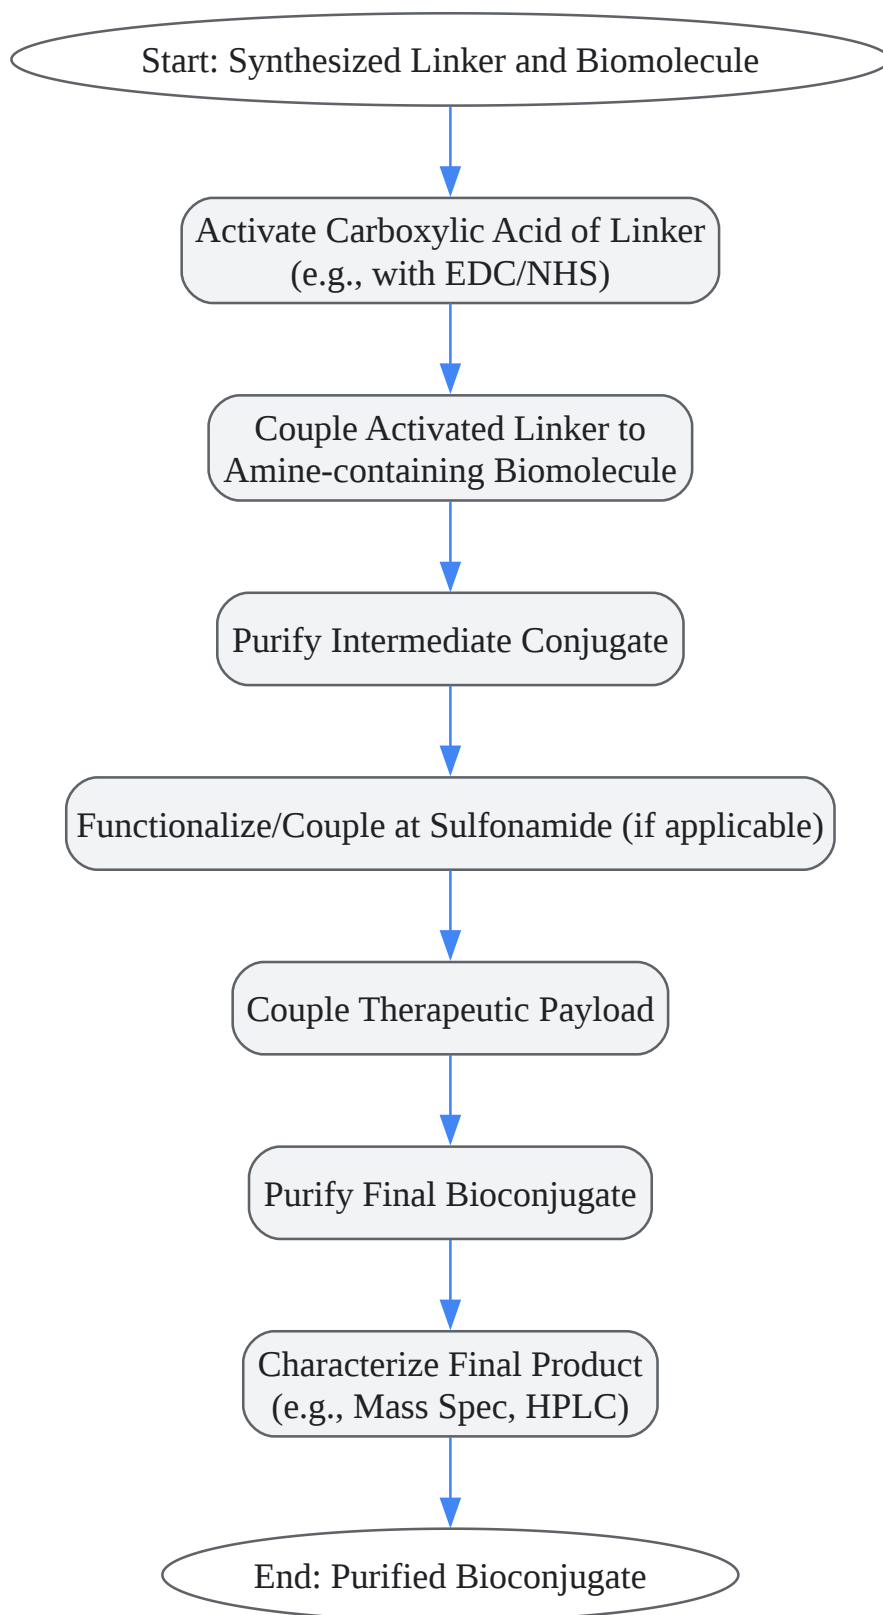 Start: Synthesized Linker and Biomolecule
Activate Carboxylic Acid of Linker
(e.g., with EDC/NHS)
Couple Activated Linker to
Amine-containing Biomolecule
Purify Intermediate Conjugate
Functionalize/Couple at Sulfonamide (if applicable)
Couple Therapeutic Payload
Purify Final Bioconjugate
Characterize Final Product
(e.g., Mass Spec, HPLC)
End: Purified Bioconjugate